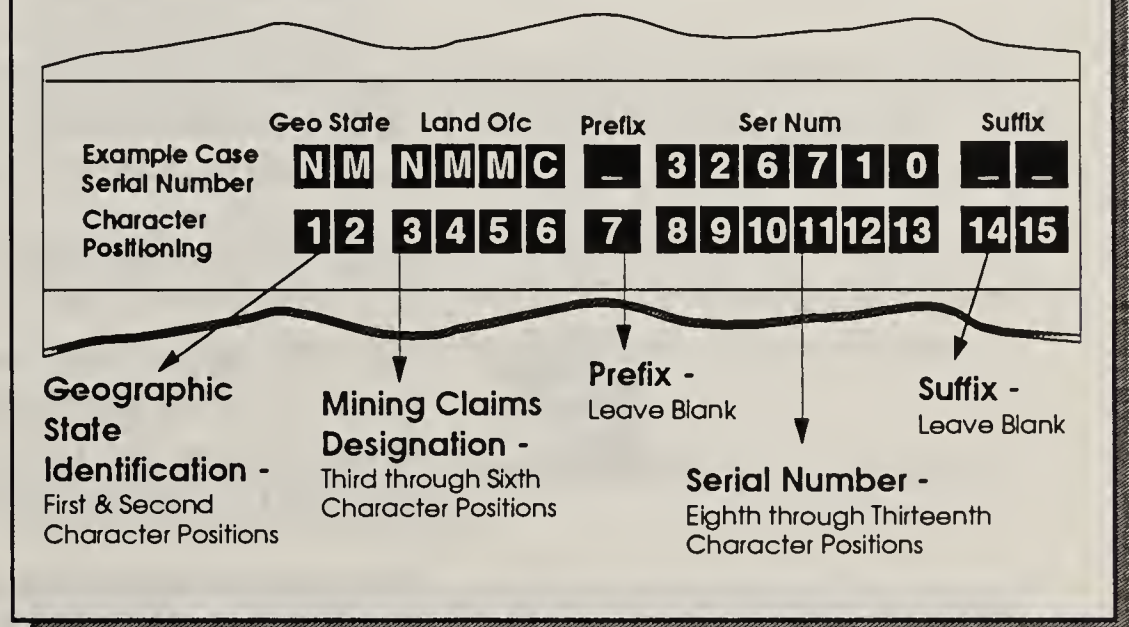 Geo State Land Ofc Prefix Ser Num Suffix
Example Case
Serial Number
N M N M M C _ 3 2 6 7 1 0 _ _
Character
Positioning
1 2 3 4 5 6 7 8 9 10 11 12 13 14 15
Geographic
State
Identification -
First & Second
Character Positions
Mining Claims
Designation -
Third through Sixth
Character Positions
Prefix -
Leave Blank
Serial Number -
Eighth through Thirteenth
Character Positions
Suffix -
Leave Blank